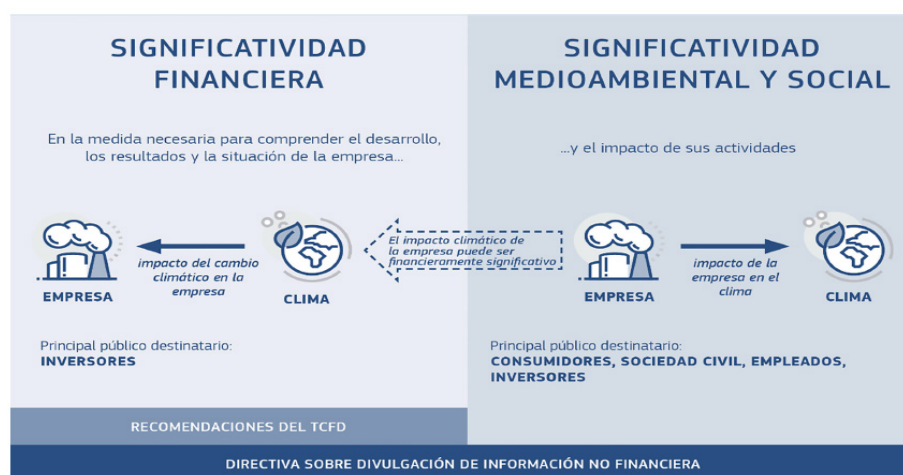 SIGNIFICATIVIDAD
FINANCIERA
En la medida necesaria para comprender el desarrollo,
los resultados y la situación de la empresa...
EMPRESA
impacto del cambio
climático en la
empresa
CLIMA
El impacto climático de
la empresa puede ser
financieramente significativo
Principal público destinatario:
INVERSORES
RECOMENDACIONES DEL TCFD
SIGNIFICATIVIDAD
MEDIOAMBIENTAL Y SOCIAL
...y el impacto de sus actividades
EMPRESA
impacto de la
empresa en el
clima
CLIMA
Principal público destinatario:
CONSUMIDORES, SOCIEDAD CIVIL, EMPLEADOS,
INVERSORES
DIRECTIVA SOBRE DIVULGACIÓN DE INFORMACIÓN NO FINANCIERA